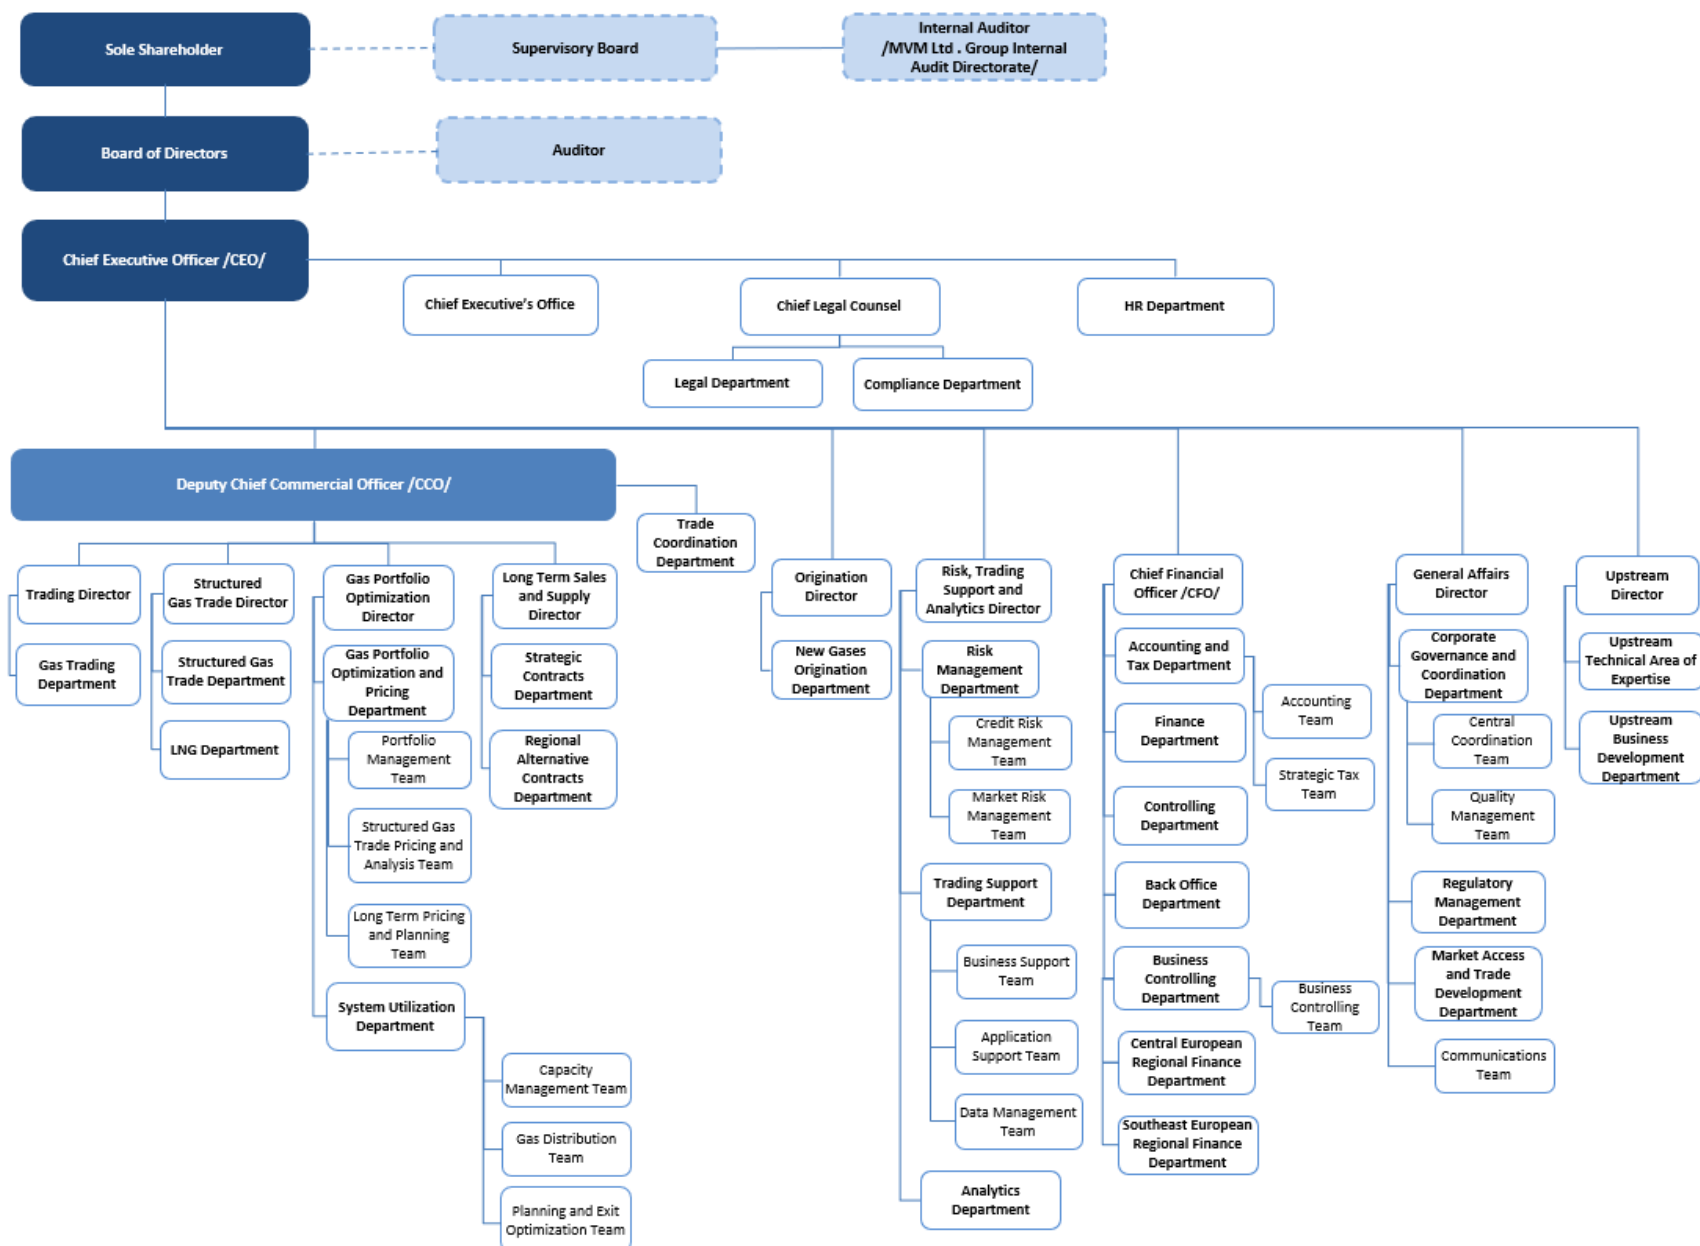 Sole Shareholder
Supervisory Board
Internal Auditor
/MVM Ltd . Group Internal
Audit Directorate/
Board of Directors
Auditor
Chief Executive Officer /CEO/
Chief Executive's Office
Chief Legal Counsel
HR Department
Legal Department
Compliance Department
Deputy Chief Commercial Officer /CCO/
Trade
Coordination
Department
Trading Director
Gas Trading
Department
Structured
Gas Trade Director
Structured Gas
Trade Department
LNG Department
Gas Portfolio
Optimization
Director
Gas Portfolio
Optimization and
Pricing
Department
Portfolio
Management
Team
Structured Gas
Trade Pricing and
Analysis Team
Long Term Pricing
and Planning
Team
System Utilization
Department
Capacity
Management Team
Gas Distribution
Team
Planning and Exit
Optimization Team
Long Term Sales
and Supply
Director
Strategic
Contracts
Department
Regional
Alternative
Contracts
Department
Origination
Director
New Gases
Origination
Department
Risk, Trading
Support and
Analytics Director
Risk
Management
Department
Credit Risk
Management
Team
Market Risk
Management
Team
Trading Support
Department
Business Support
Team
Application
Support Team
Data Management
Team
Analytics
Department
Chief Financial
Officer /CFO/
Accounting and
Tax Department
Accounting
Team
Strategic Tax
Team
Finance
Department
Controlling
Department
Back Office
Department
Business
Controlling
Department
Business
Controlling
Team
Central European
Regional Finance
Department
Southeast European
Regional Finance
Department
General Affairs
Director
Corporate
Governance and
Coordination
Department
Central
Coordination
Team
Quality
Management
Team
Regulatory
Management
Department
Market Access
and Trade
Development
Department
Communications
Team
Upstream
Director
Upstream
Technical Area of
Expertise
Upstream
Business
Development
Department